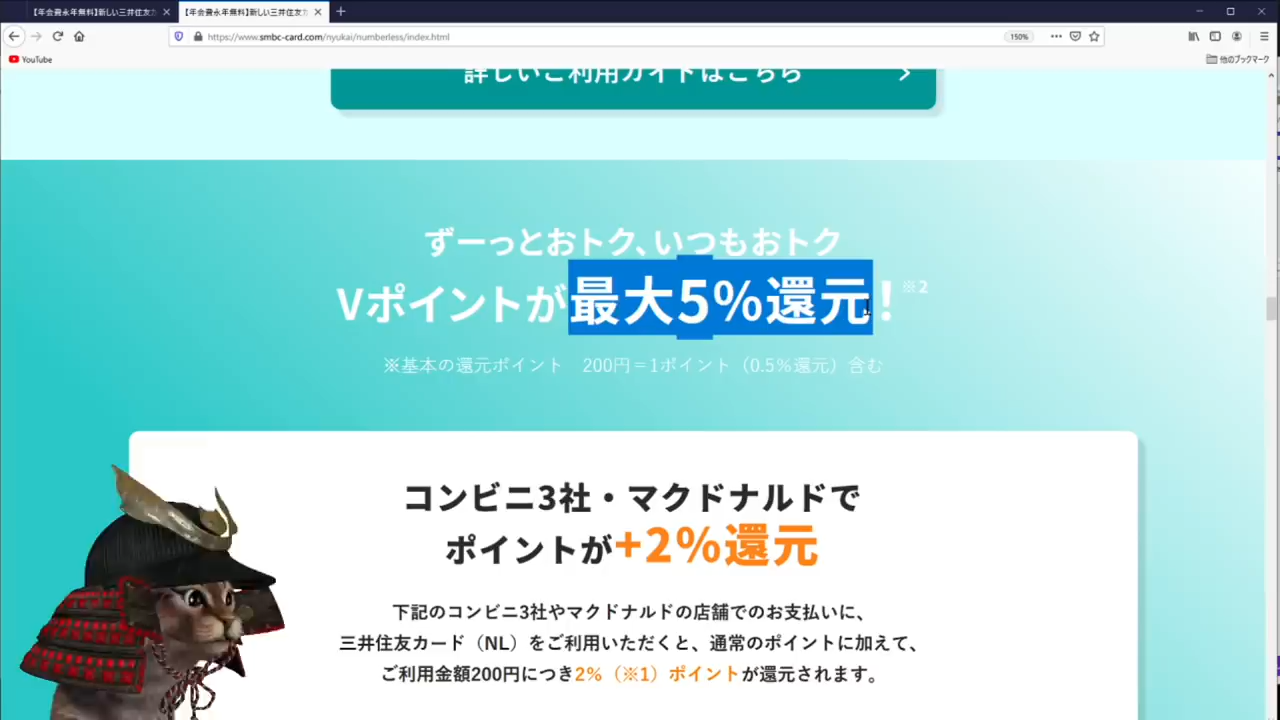 【年会費永年無料】新しい三井住友カ
【年会費永年無料】新しい三井住友カ
https://www.smbc-card.com/nyukai/numberless/index.html
150%
YouTube
他のブックマーク
詳しいご利用ガイドはこちら
ずーっとおトク、いつもおトク
Vポイントが最大5%還元！※2
※基本の還元ポイント　200円＝1ポイント（0.5％還元）含む
コンビニ3社・マクドナルドで
ポイントが+2%還元
下記のコンビニ3社やマクドナルドの店舗でのお支払いに、
三井住友カード（NL）をご利用いただくと、通常のポイントに加えて、
ご利用金額200円につき2%（※1）ポイントが還元されます。